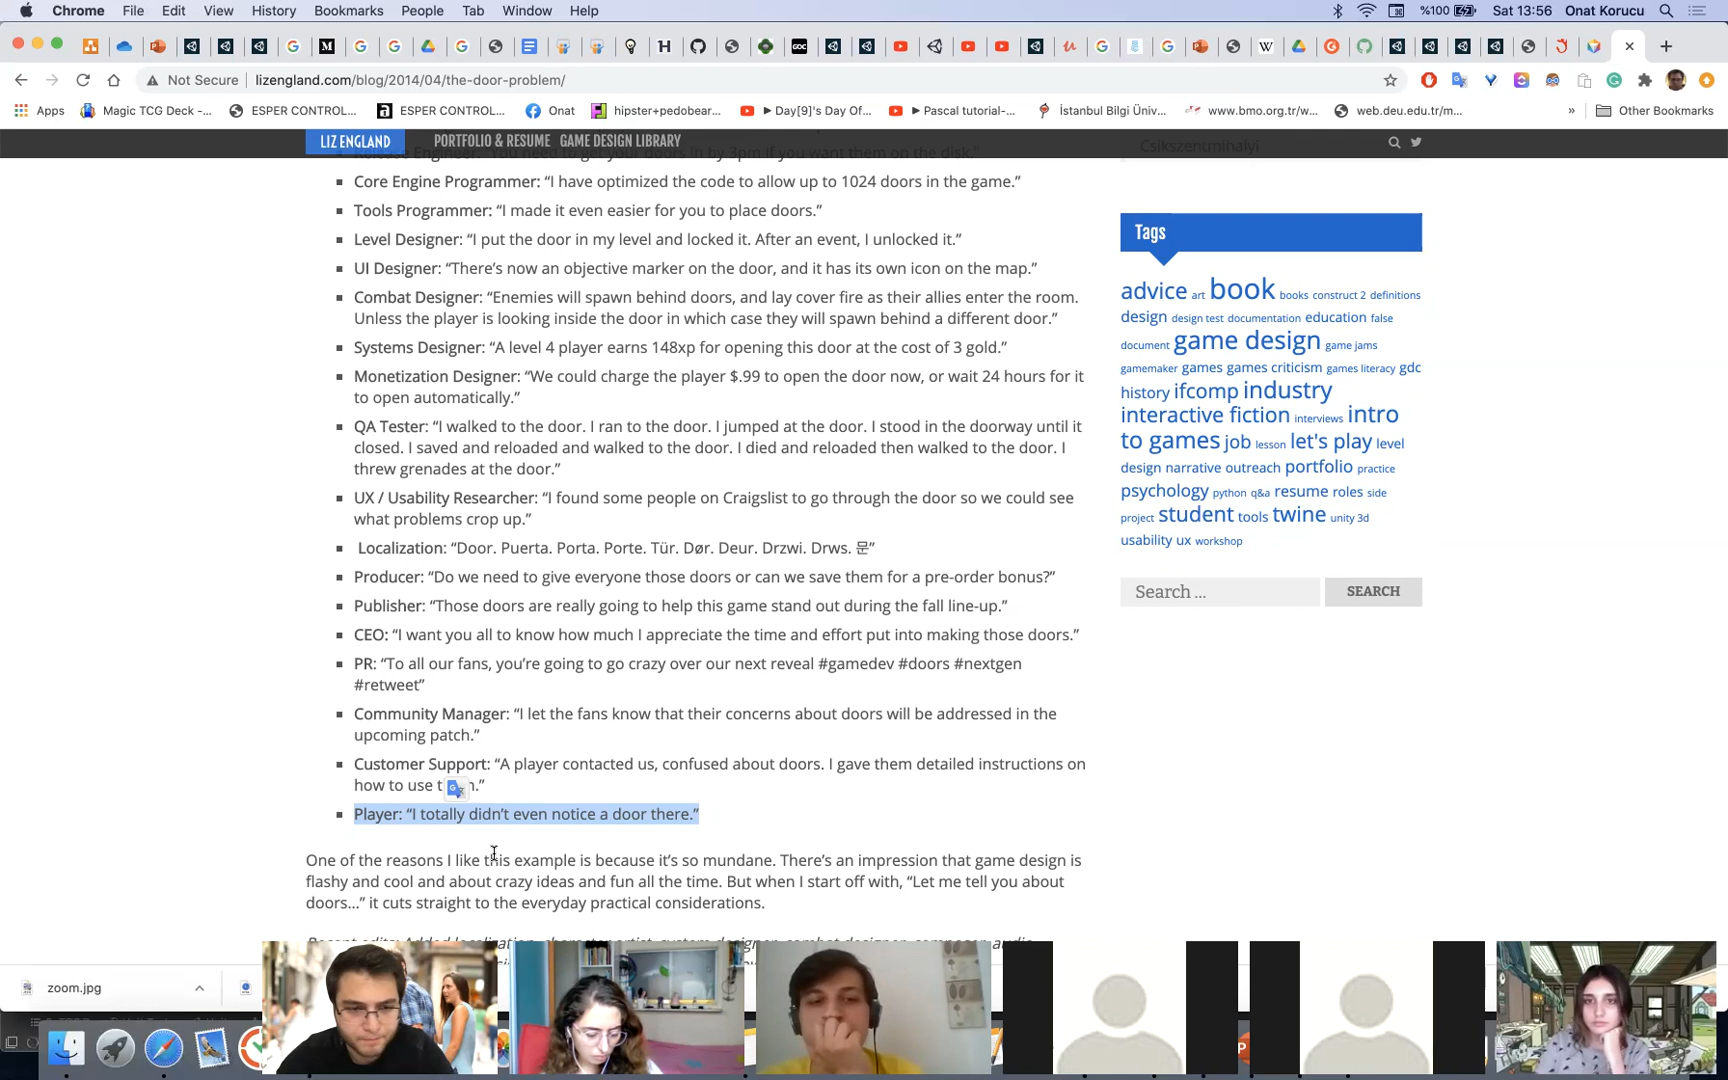 Chrome File Edit View History Bookmarks People Tab Window Help %100 Sat 13:56 Onat Korucu
Not Secure lizengland.com/blog/2014/04/the-door-problem/
Apps Magic TCG Deck -... ESPER CONTROL... ESPER CONTROL... Onat hipster+pedobear... ►Day[9]'s Day Of... ►Pascal tutorial-... İstanbul Bilgi Üniv... www.bmo.org.tr/w... web.deu.edu.tr/m... » Other Bookmarks
LIZ ENGLAND PORTFOLIO & RESUME GAME DESIGN LIBRARY
Csikszentmihalyi
Release Engineer: “You need to get your doors in by 3pm if you want them on the disk.”
Core Engine Programmer: “I have optimized the code to allow up to 1024 doors in the game.”
Tools Programmer: “I made it even easier for you to place doors.”
Level Designer: “I put the door in my level and locked it. After an event, I unlocked it.”
UI Designer: “There’s now an objective marker on the door, and it has its own icon on the map.”
Combat Designer: “Enemies will spawn behind doors, and lay cover fire as their allies enter the room.
Unless the player is looking inside the door in which case they will spawn behind a different door.”
Systems Designer: “A level 4 player earns 148xp for opening this door at the cost of 3 gold.”
Monetization Designer: “We could charge the player $.99 to open the door now, or wait 24 hours for it
to open automatically.”
QA Tester: “I walked to the door. I ran to the door. I jumped at the door. I stood in the doorway until it
closed. I saved and reloaded and walked to the door. I died and reloaded then walked to the door. I
threw grenades at the door.”
UX / Usability Researcher: “I found some people on Craigslist to go through the door so we could see
what problems crop up.”
Localization: “Door. Puerta. Porta. Porte. Tür. Dør. Deur. Drzwi. Drws. 문”
Producer: “Do we need to give everyone those doors or can we save them for a pre-order bonus?”
Publisher: “Those doors are really going to help this game stand out during the fall line-up.”
CEO: “I want you all to know how much I appreciate the time and effort put into making those doors.”
PR: “To all our fans, you’re going to go crazy over our next reveal #gamedev #doors #nextgen
#retweet”
Community Manager: “I let the fans know that their concerns about doors will be addressed in the
upcoming patch.”
Customer Support: “A player contacted us, confused about doors. I gave them detailed instructions on
how to use
Player: “I totally didn’t even notice a door there.”
One of the reasons I like this example is because it’s so mundane. There’s an impression that game design is
flashy and cool and about crazy ideas and fun all the time. But when I start off with, “Let me tell you about
doors...” it cuts straight to the everyday practical considerations.
Tags
advice art book books construct 2 definitions
design design test documentation education false
document game design game jams
gamemaker games games criticism games literacy gdc
history ifcomp industry
interactive fiction interviews intro
to games job lesson let's play level
design narrative outreach portfolio practice
psychology python q&a resume roles side
project student tools twine unity 3d
usability ux workshop
Search ... SEARCH
zoom.jpg